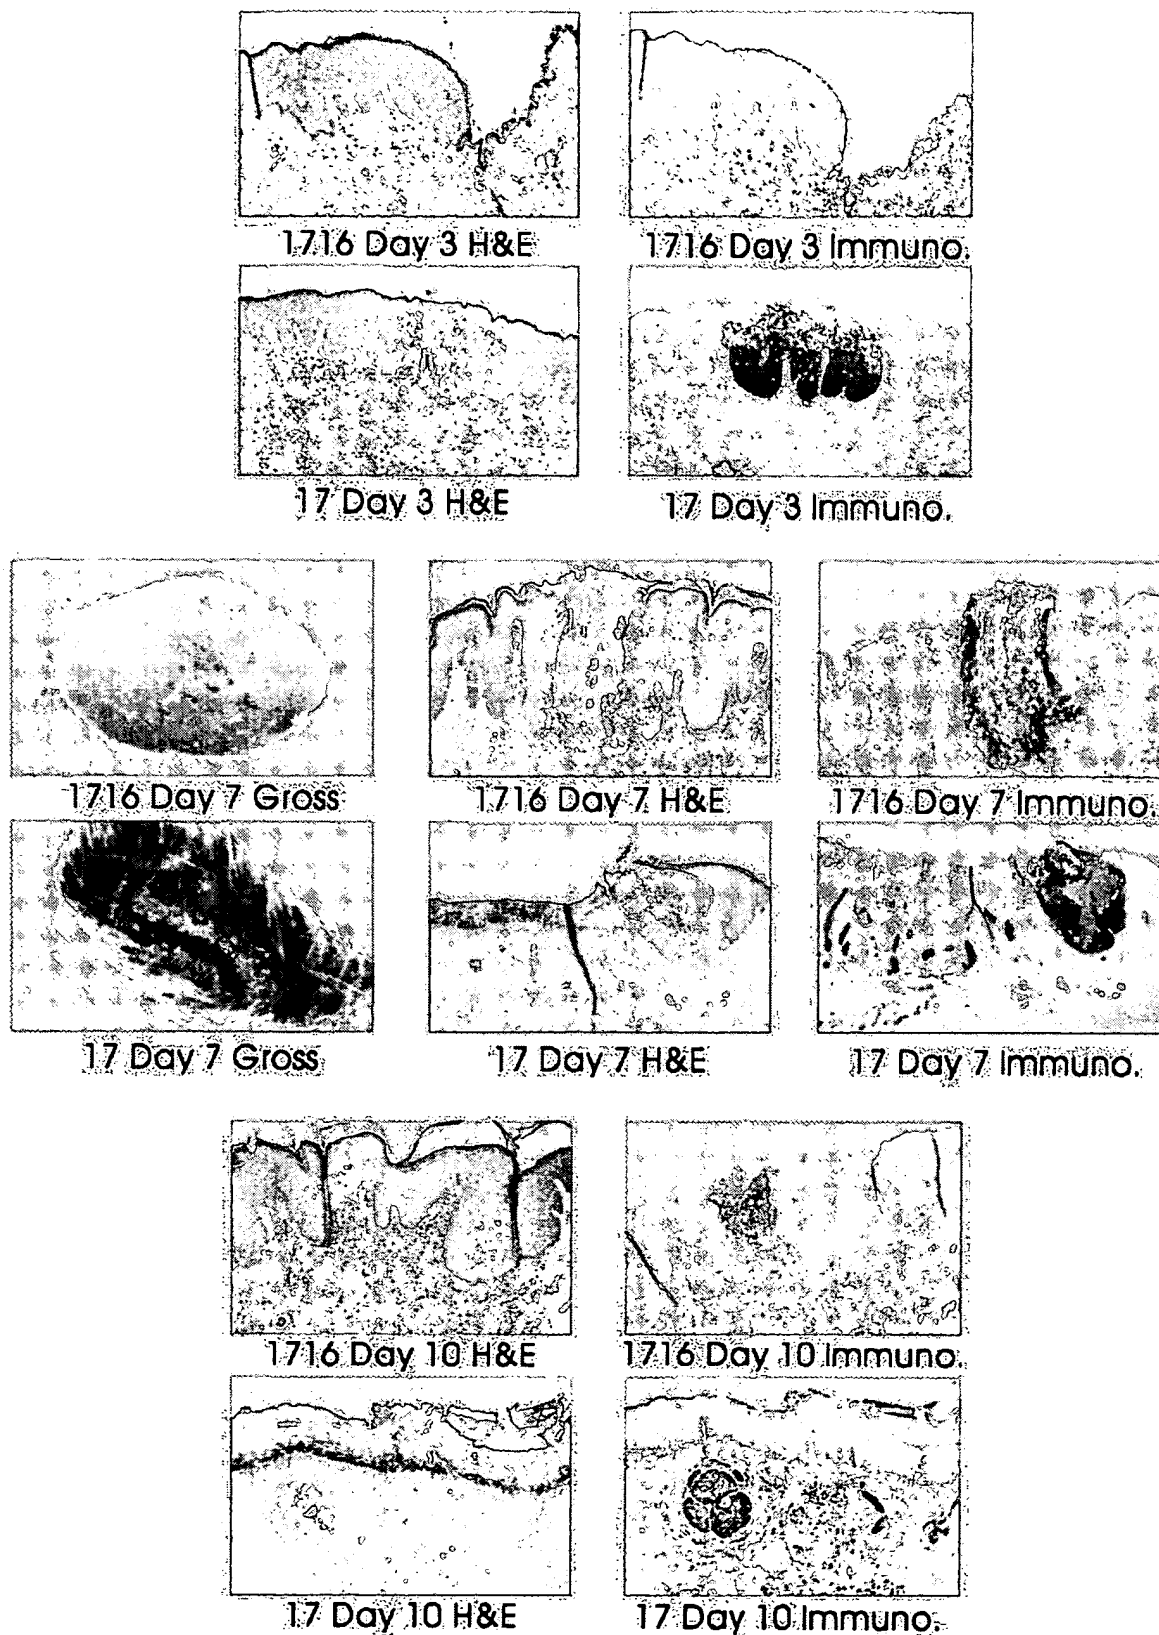 1716 Day 3 H&E
1716 Day 3 Immuno.
17 Day 3 H&E
17 Day 3 Immuno.
1716 Day 7 Gross
1716 Day 7 H&E
1716 Day 7 Immuno.
17 Day 7 Gross
17 Day 7 H&E
17 Day 7 Immuno.
1716 Day 10 H&E
1716 Day 10 Immuno.
17 Day 10 H&E
17 Day 10 Immuno.